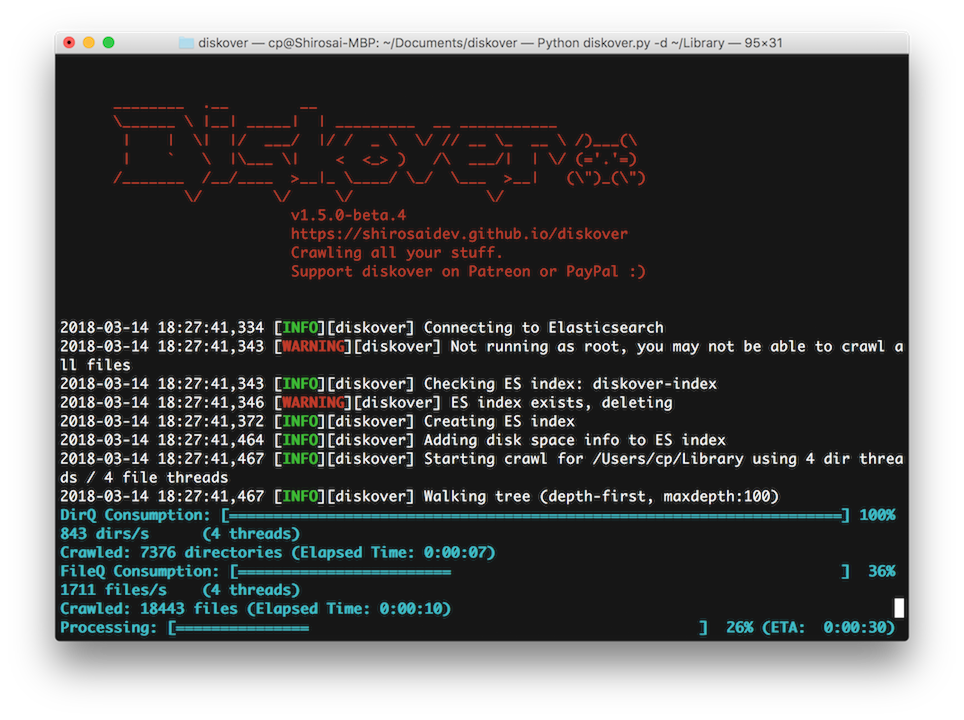 diskover — cp@Shirosai-MBP: ~/Documents/diskover — Python diskover.py -d ~/Library — 95×31
Diskover
v1.5.0-beta.4
https://shirosaidev.github.io/diskover
Crawling all your stuff.
Support diskover on Patreon or PayPal :)
2018-03-14 18:27:41,334 [INFO][diskover] Connecting to Elasticsearch
2018-03-14 18:27:41,343 [WARNING][diskover] Not running as root, you may not be able to crawl a
ll files
2018-03-14 18:27:41,343 [INFO][diskover] Checking ES index: diskover-index
2018-03-14 18:27:41,346 [WARNING][diskover] ES index exists, deleting
2018-03-14 18:27:41,372 [INFO][diskover] Creating ES index
2018-03-14 18:27:41,464 [INFO][diskover] Adding disk space info to ES index
2018-03-14 18:27:41,467 [INFO][diskover] Starting crawl for /Users/cp/Library using 4 dir threa
ds / 4 file threads
2018-03-14 18:27:41,467 [INFO][diskover] Walking tree (depth-first, maxdepth:100)
DirQ Consumption: [=====================================================================] 100%
843 dirs/s      (4 threads)
Crawled: 7376 directories (Elapsed Time: 0:00:07)
FileQ Consumption: [========================                                            ]  36%
1711 files/s    (4 threads)
Crawled: 18443 files (Elapsed Time: 0:00:10)
Processing: [===============                                            ]  26% (ETA:  0:00:30)